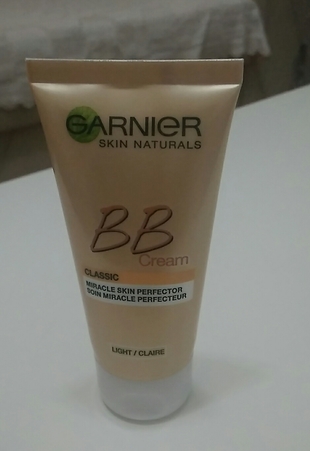 GARNIER
SKIN NATURALS
BB
Cream
CLASSIC
MIRACLE SKIN PERFECTOR
SOIN MIRACLE PERFECTEUR
LIGHT / CLAIRE